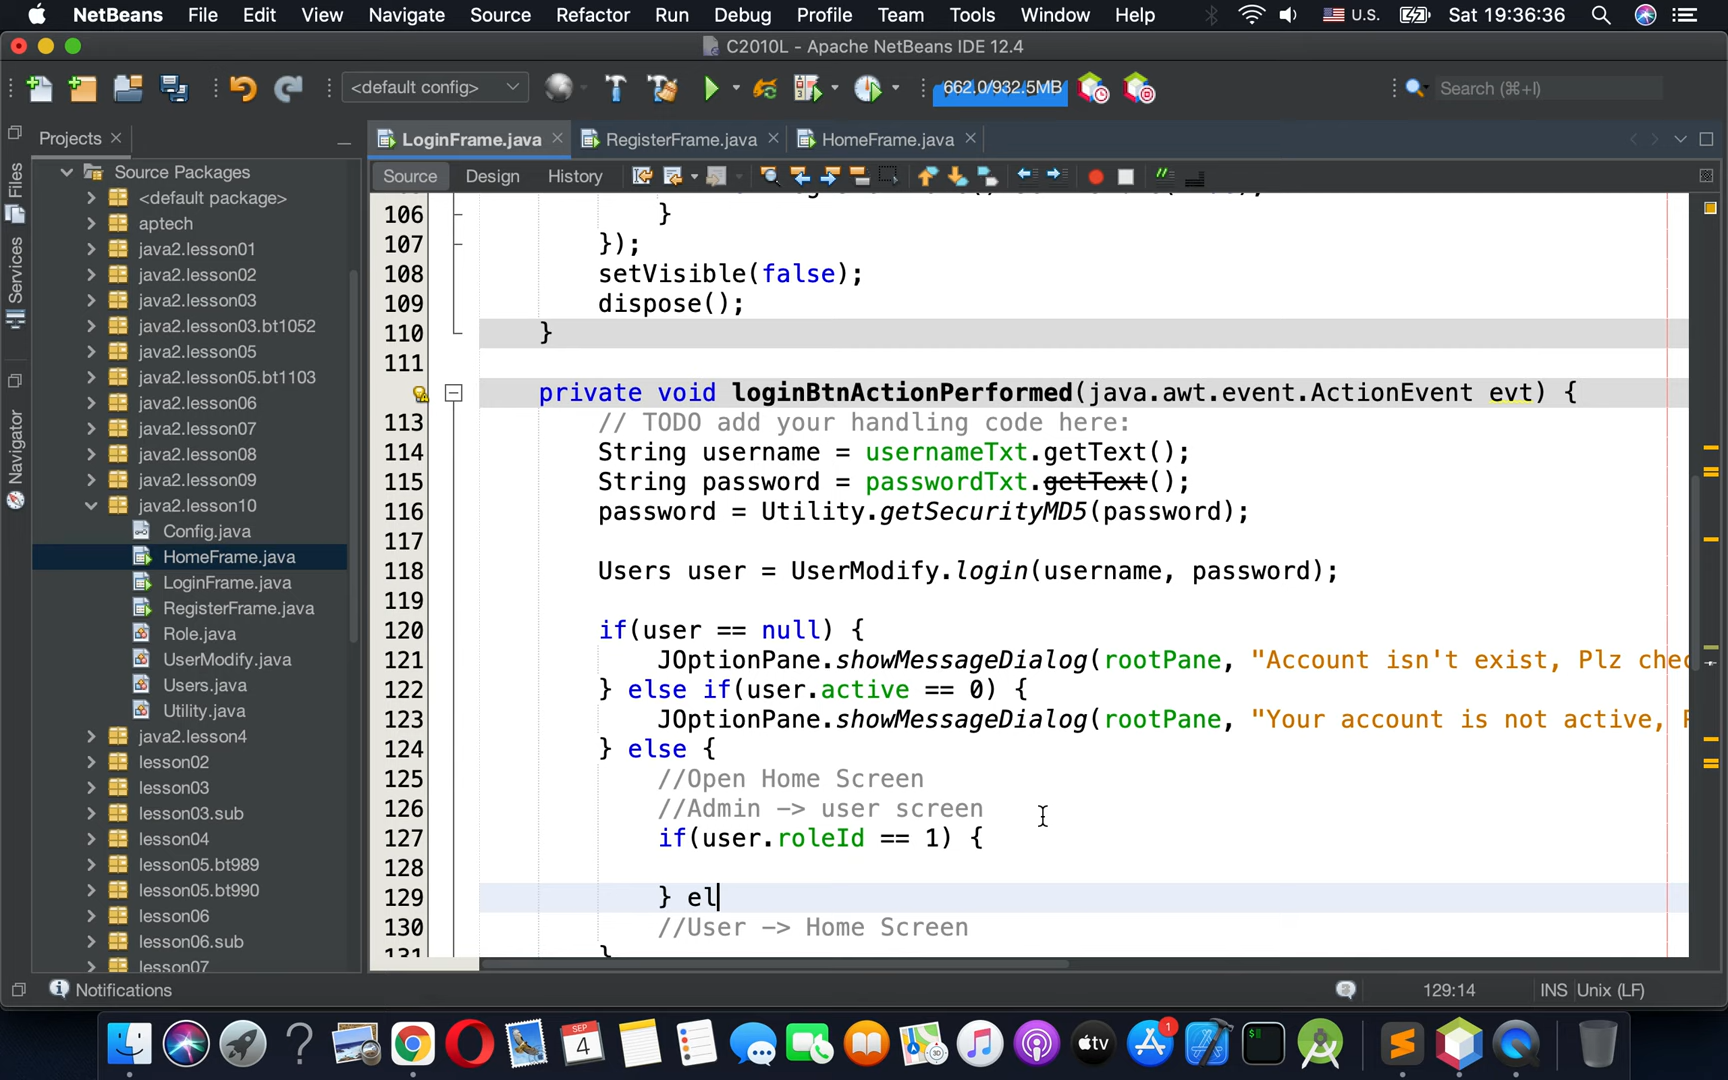 NetBeans File Edit View Navigate Source Refactor Run Debug Profile Team Tools Window Help U.S. Sat 19:36:36
C2010L - Apache NetBeans IDE 12.4
<default config> 662.0/932.5MB Search (⌘+I)
Projects LoginFrame.java RegisterFrame.java HomeFrame.java
Source Design History
Files
Services
Navigator
Source Packages
<default package>
aptech
java2.lesson01
java2.lesson02
java2.lesson03
java2.lesson03.bt1052
java2.lesson05
java2.lesson05.bt1103
java2.lesson06
java2.lesson07
java2.lesson08
java2.lesson09
java2.lesson10
Config.java
HomeFrame.java
LoginFrame.java
RegisterFrame.java
Role.java
UserModify.java
Users.java
Utility.java
java2.lesson4
lesson02
lesson03
lesson03.sub
lesson04
lesson05.bt989
lesson05.bt990
lesson06
lesson06.sub
lesson07
106 }
107 });
108 setVisible(false);
109 dispose();
110 }
111
private void loginBtnActionPerformed(java.awt.event.ActionEvent evt) {
113 // TODO add your handling code here:
114 String username = usernameTxt.getText();
115 String password = passwordTxt.getText();
116 password = Utility.getSecurityMD5(password);
117
118 Users user = UserModify.login(username, password);
119
120 if(user == null) {
121 JOptionPane.showMessageDialog(rootPane, "Account isn't exist, Plz chec
122 } else if(user.active == 0) {
123 JOptionPane.showMessageDialog(rootPane, "Your account is not active, P
124 } else {
125 //Open Home Screen
126 //Admin -> user screen
127 if(user.roleId == 1) {
128
129 } el
130 //User -> Home Screen
131 }
Notifications 129:14 INS Unix (LF)
SEP
4
tv
1